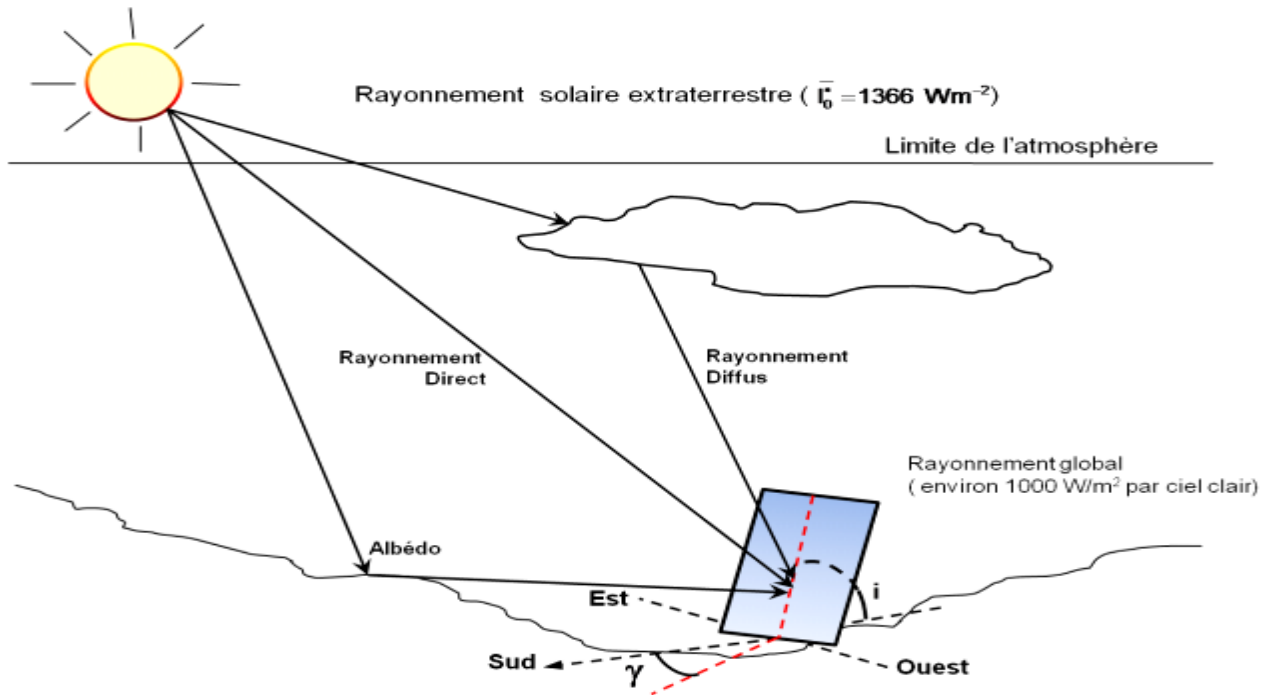 Rayonnement solaire extraterrestre ( Ī₀* =1366 Wm⁻²)
Limite de l'atmosphère
Rayonnement
Direct
Rayonnement
Diffus
Rayonnement global
( environ 1000 W/m² par ciel clair)
Albédo
i
Est
Sud
γ
Ouest